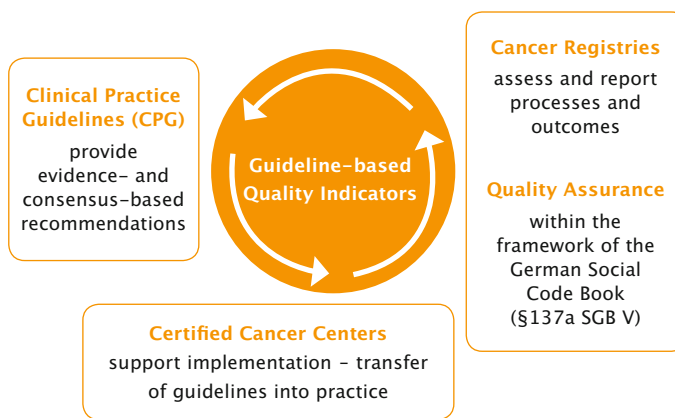 Clinical Practice
Guidelines (CPG)
provide
evidence– and
consensus–based
recommendations
Guideline–based
Quality Indicators
Cancer Registries
assess and report
processes and
outcomes
Quality Assurance
within the
framework of the
German Social
Code Book
(§137a SGB V)
Certified Cancer Centers
support implementation – transfer
of guidelines into practice